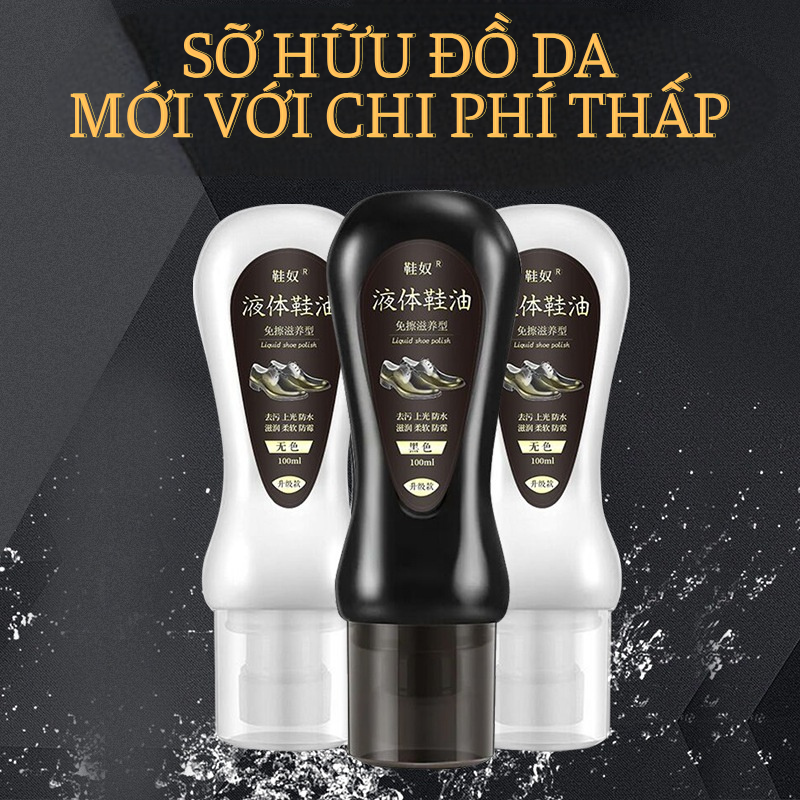 SỠ HỮU ĐỒ DA
MỚI VỚI CHI PHÍ THẤP
鞋奴 R
液体鞋油
免擦滋养型
Liquid shoe polish
去污 上光 防水
滋润 柔软 防霉
无色
100ml
升级款
鞋奴 R
液体鞋油
免擦滋养型
Liquid shoe polish
去污 上光 防水
滋润 柔软 防霉
黑色
100ml
升级款
鞋奴 R
体鞋油
免擦滋养型
Liquid shoe polish
去污 上光 防水
滋润 柔软 防霉
无色
100ml
升级款